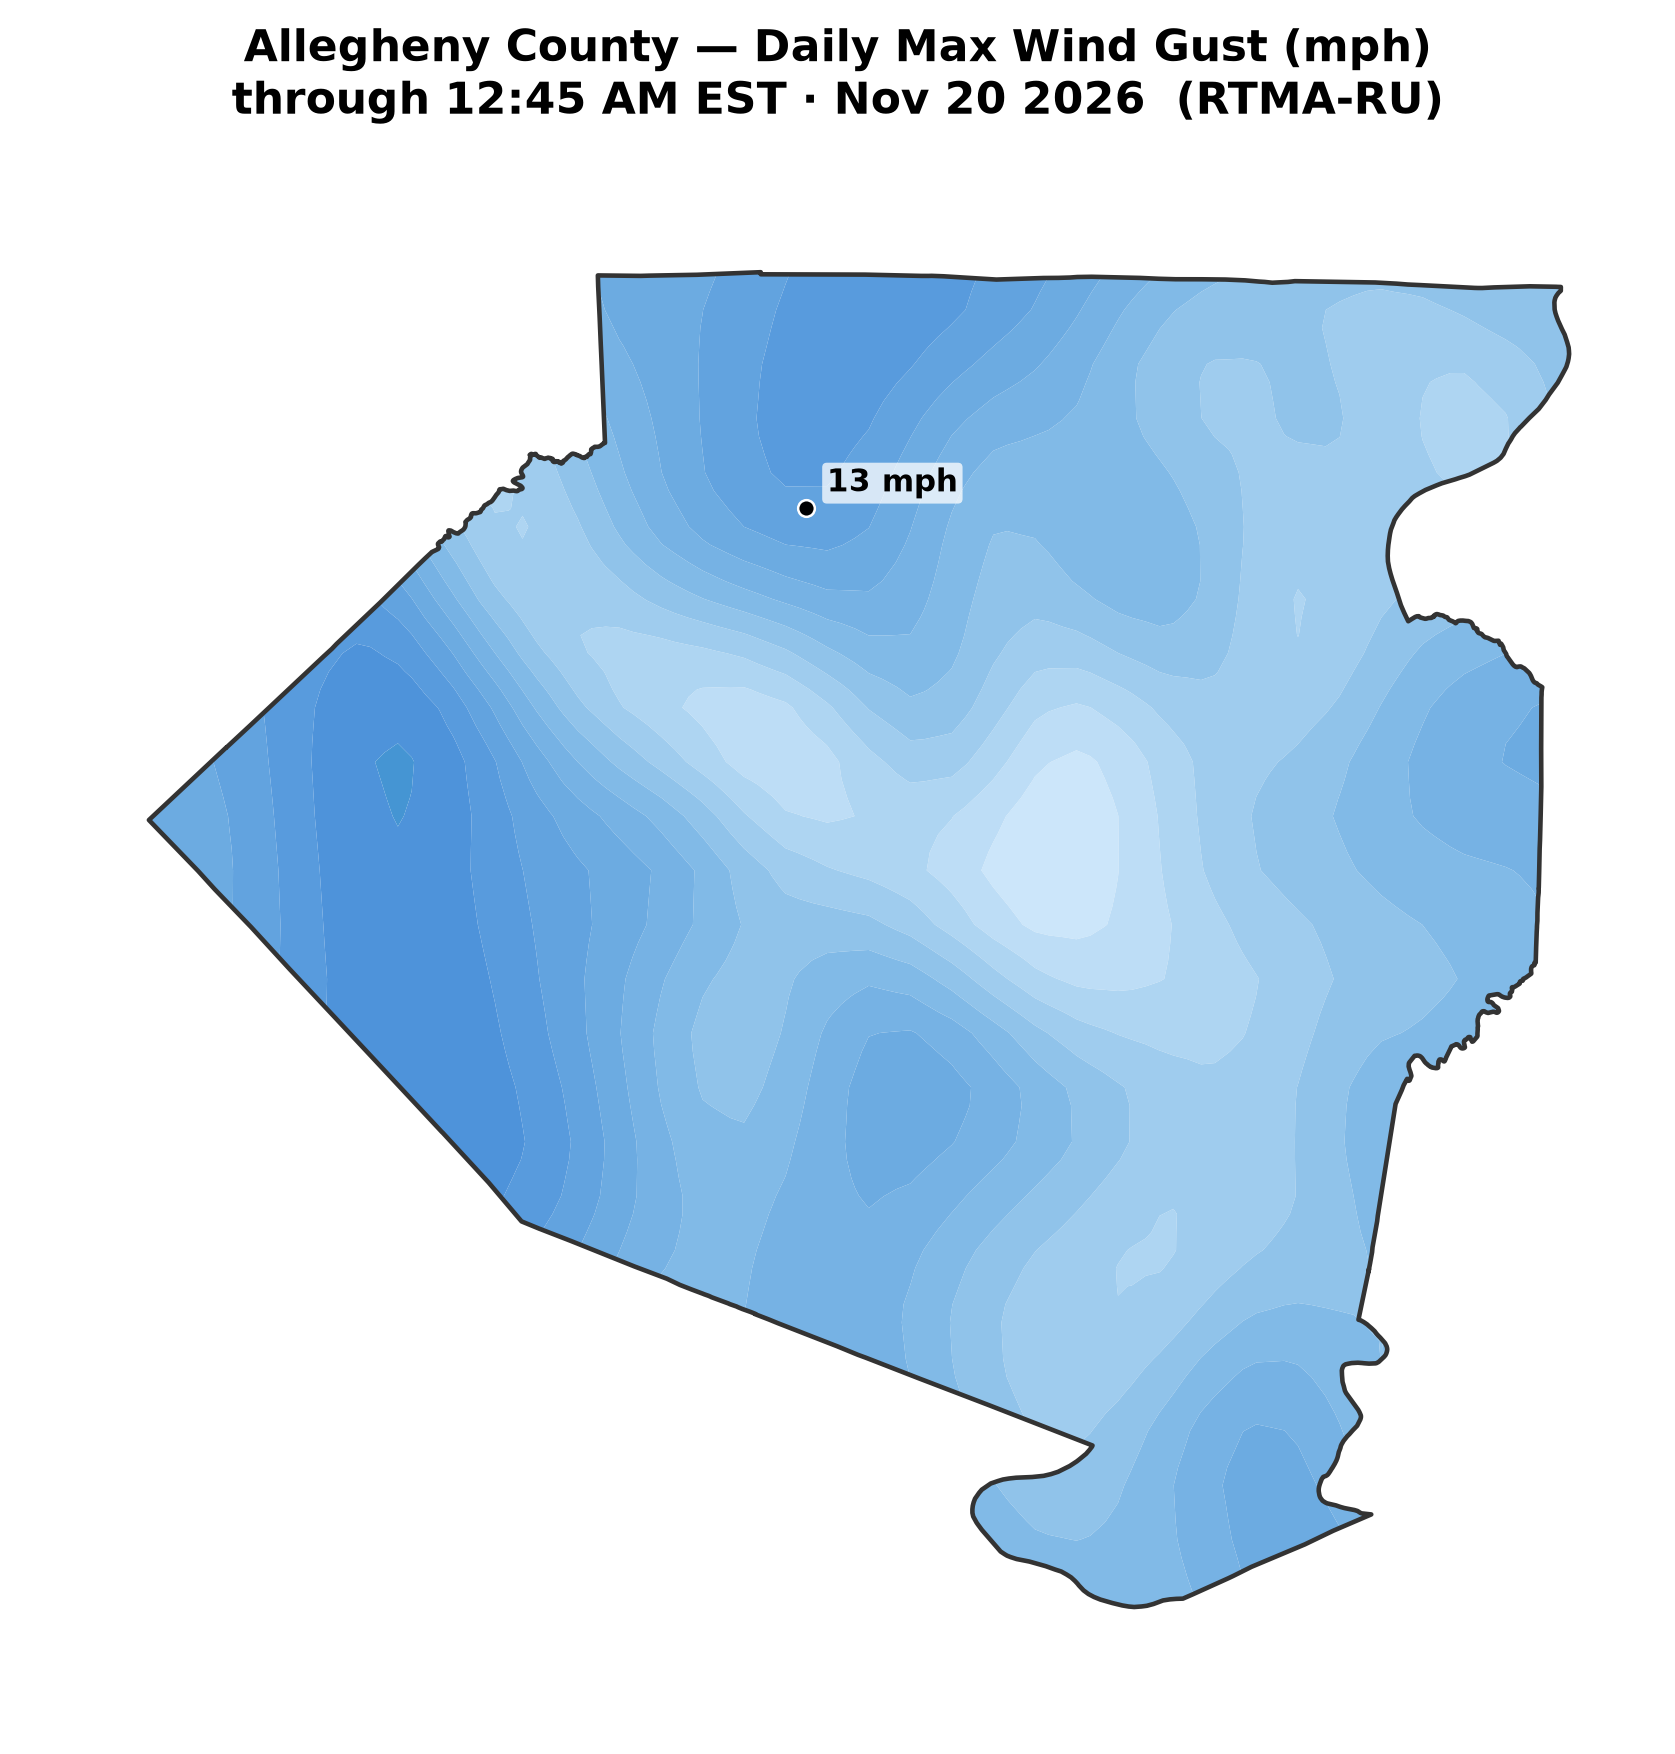 Allegheny County — Daily Max Wind Gust (mph)
through 12:45 AM EST · Nov 20 2026 (RTMA-RU)
13 mph